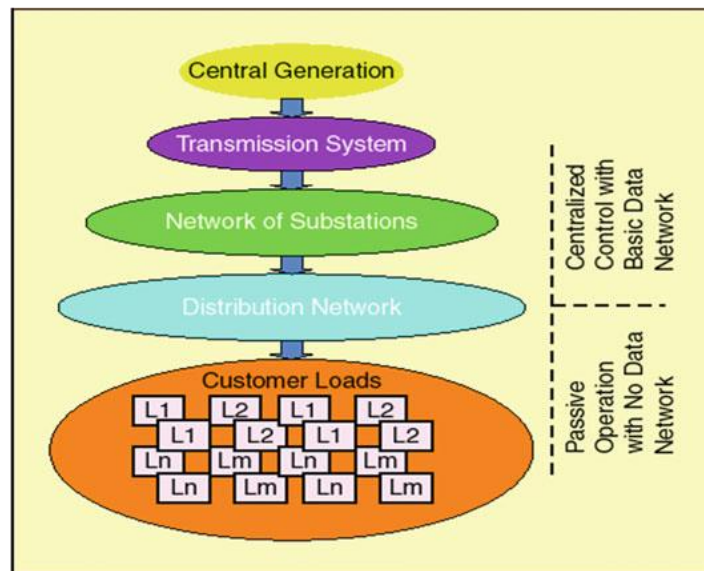 Central Generation
Transmission System
Network of Substations
Distribution Network
Customer Loads
L1 L2 L1 L2
L1 L2 L1 L2
Ln Lm Ln Lm
Ln Lm Ln Lm
Centralized
Control with
Basic Data
Network
Passive
Operation
with No Data
Network